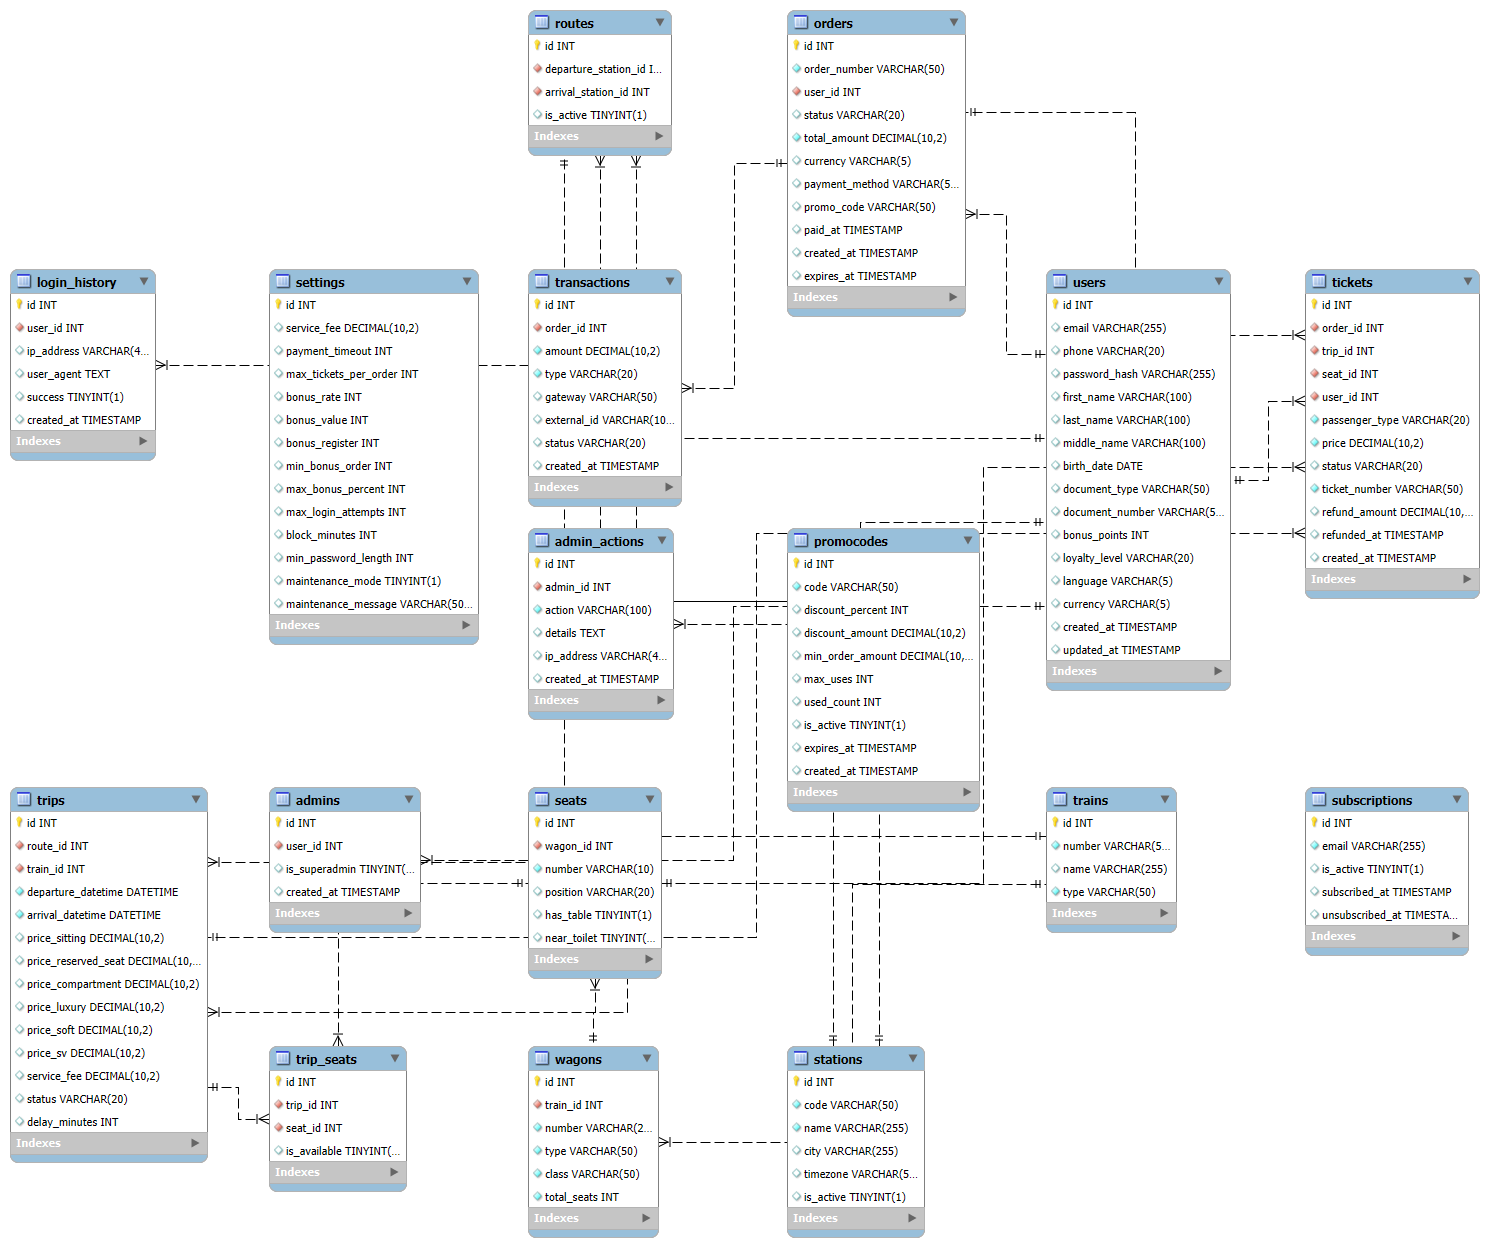 routes
id INT
departure_station_id I...
arrival_station_id INT
is_active TINYINT(1)
Indexes
orders
id INT
order_number VARCHAR(50)
user_id INT
status VARCHAR(20)
total_amount DECIMAL(10,2)
currency VARCHAR(5)
payment_method VARCHAR(5...
promo_code VARCHAR(50)
paid_at TIMESTAMP
created_at TIMESTAMP
expires_at TIMESTAMP
Indexes
login_history
id INT
user_id INT
ip_address VARCHAR(4...
user_agent TEXT
success TINYINT(1)
created_at TIMESTAMP
Indexes
settings
id INT
service_fee DECIMAL(10,2)
payment_timeout INT
max_tickets_per_order INT
bonus_rate INT
bonus_value INT
bonus_register INT
min_bonus_order INT
max_bonus_percent INT
max_login_attempts INT
block_minutes INT
min_password_length INT
maintenance_mode TINYINT(1)
maintenance_message VARCHAR(50...
Indexes
transactions
id INT
order_id INT
amount DECIMAL(10,2)
type VARCHAR(20)
gateway VARCHAR(50)
external_id VARCHAR(10...
status VARCHAR(20)
created_at TIMESTAMP
Indexes
users
id INT
email VARCHAR(255)
phone VARCHAR(20)
password_hash VARCHAR(255)
first_name VARCHAR(100)
last_name VARCHAR(100)
middle_name VARCHAR(100)
birth_date DATE
document_type VARCHAR(50)
document_number VARCHAR(5...
bonus_points INT
loyalty_level VARCHAR(20)
language VARCHAR(5)
currency VARCHAR(5)
created_at TIMESTAMP
updated_at TIMESTAMP
Indexes
tickets
id INT
order_id INT
trip_id INT
seat_id INT
user_id INT
passenger_type VARCHAR(20)
price DECIMAL(10,2)
status VARCHAR(20)
ticket_number VARCHAR(50)
refund_amount DECIMAL(10,...
refunded_at TIMESTAMP
created_at TIMESTAMP
Indexes
admin_actions
id INT
admin_id INT
action VARCHAR(100)
details TEXT
ip_address VARCHAR(4...
created_at TIMESTAMP
Indexes
promocodes
id INT
code VARCHAR(50)
discount_percent INT
discount_amount DECIMAL(10,2)
min_order_amount DECIMAL(10,...
max_uses INT
used_count INT
is_active TINYINT(1)
expires_at TIMESTAMP
created_at TIMESTAMP
Indexes
trips
id INT
route_id INT
train_id INT
departure_datetime DATETIME
arrival_datetime DATETIME
price_sitting DECIMAL(10,2)
price_reserved_seat DECIMAL(10,...
price_compartment DECIMAL(10,2)
price_luxury DECIMAL(10,2)
price_soft DECIMAL(10,2)
price_sv DECIMAL(10,2)
service_fee DECIMAL(10,2)
status VARCHAR(20)
delay_minutes INT
Indexes
admins
id INT
user_id INT
is_superadmin TINYINT(...
created_at TIMESTAMP
Indexes
seats
id INT
wagon_id INT
number VARCHAR(10)
position VARCHAR(20)
has_table TINYINT(1)
near_toilet TINYINT(...
Indexes
trains
id INT
number VARCHAR(5...
name VARCHAR(255)
type VARCHAR(50)
Indexes
subscriptions
id INT
email VARCHAR(255)
is_active TINYINT(1)
subscribed_at TIMESTAMP
unsubscribed_at TIMESTA...
Indexes
trip_seats
id INT
trip_id INT
seat_id INT
is_available TINYINT(...
Indexes
wagons
id INT
train_id INT
number VARCHAR(2...
type VARCHAR(50)
class VARCHAR(50)
total_seats INT
Indexes
stations
id INT
code VARCHAR(50)
name VARCHAR(255)
city VARCHAR(255)
timezone VARCHAR(5...
is_active TINYINT(1)
Indexes